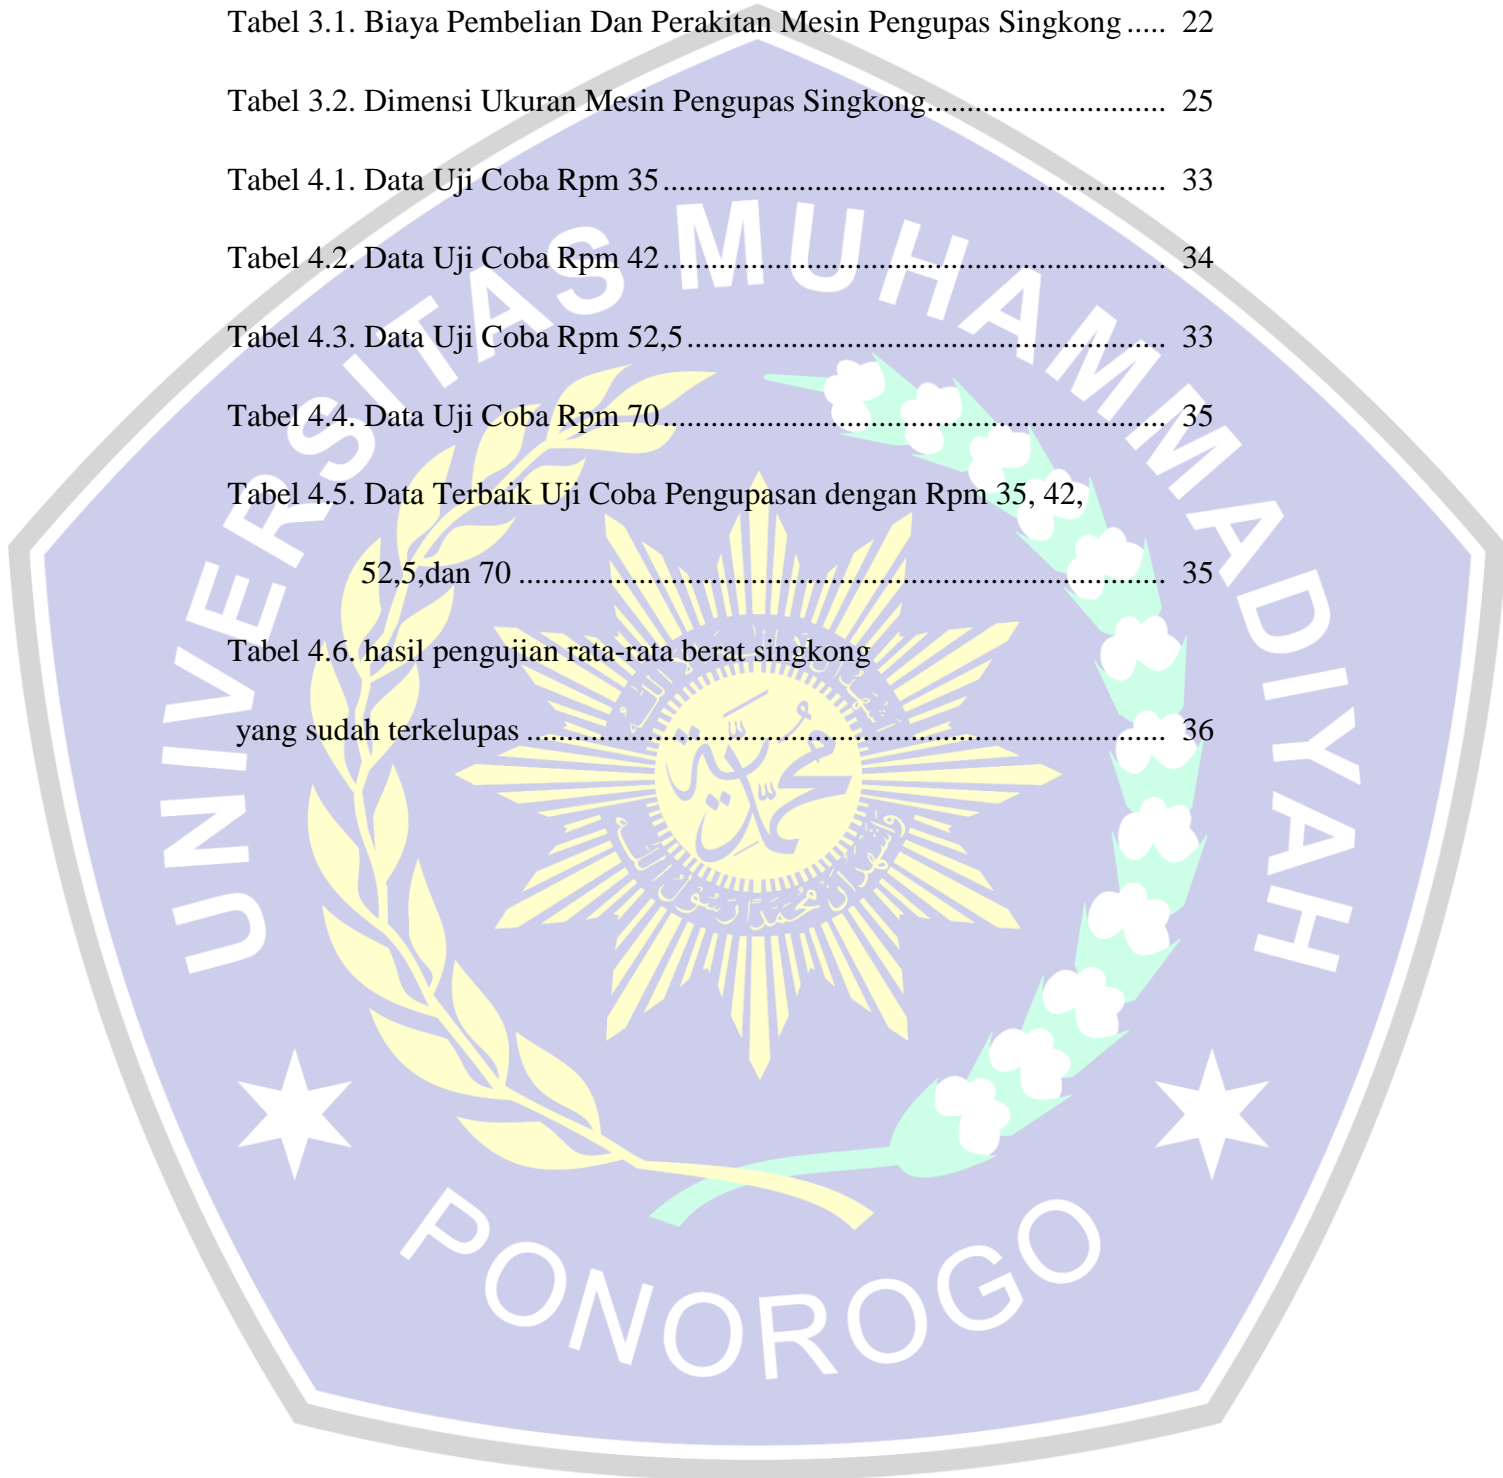 Tabel 3.1. Biaya Pembelian Dan Perakitan Mesin Pengupas Singkong ..... 22
Tabel 3.2. Dimensi Ukuran Mesin Pengupas Singkong.............................. 25
Tabel 4.1. Data Uji Coba Rpm 35............................................................... 33
Tabel 4.2. Data Uji Coba Rpm 42............................................................... 34
Tabel 4.3. Data Uji Coba Rpm 52,5............................................................ 33
Tabel 4.4. Data Uji Coba Rpm 70............................................................... 35
Tabel 4.5. Data Terbaik Uji Coba Pengupasan dengan Rpm 35, 42,
52,5,dan 70 ................................................................................. 35
Tabel 4.6. hasil pengujian rata-rata berat singkong
yang sudah terkelupas ................................................................................ 36
UNIVERSITAS MUHAMMADIYAH
PONOROGO
محمدية